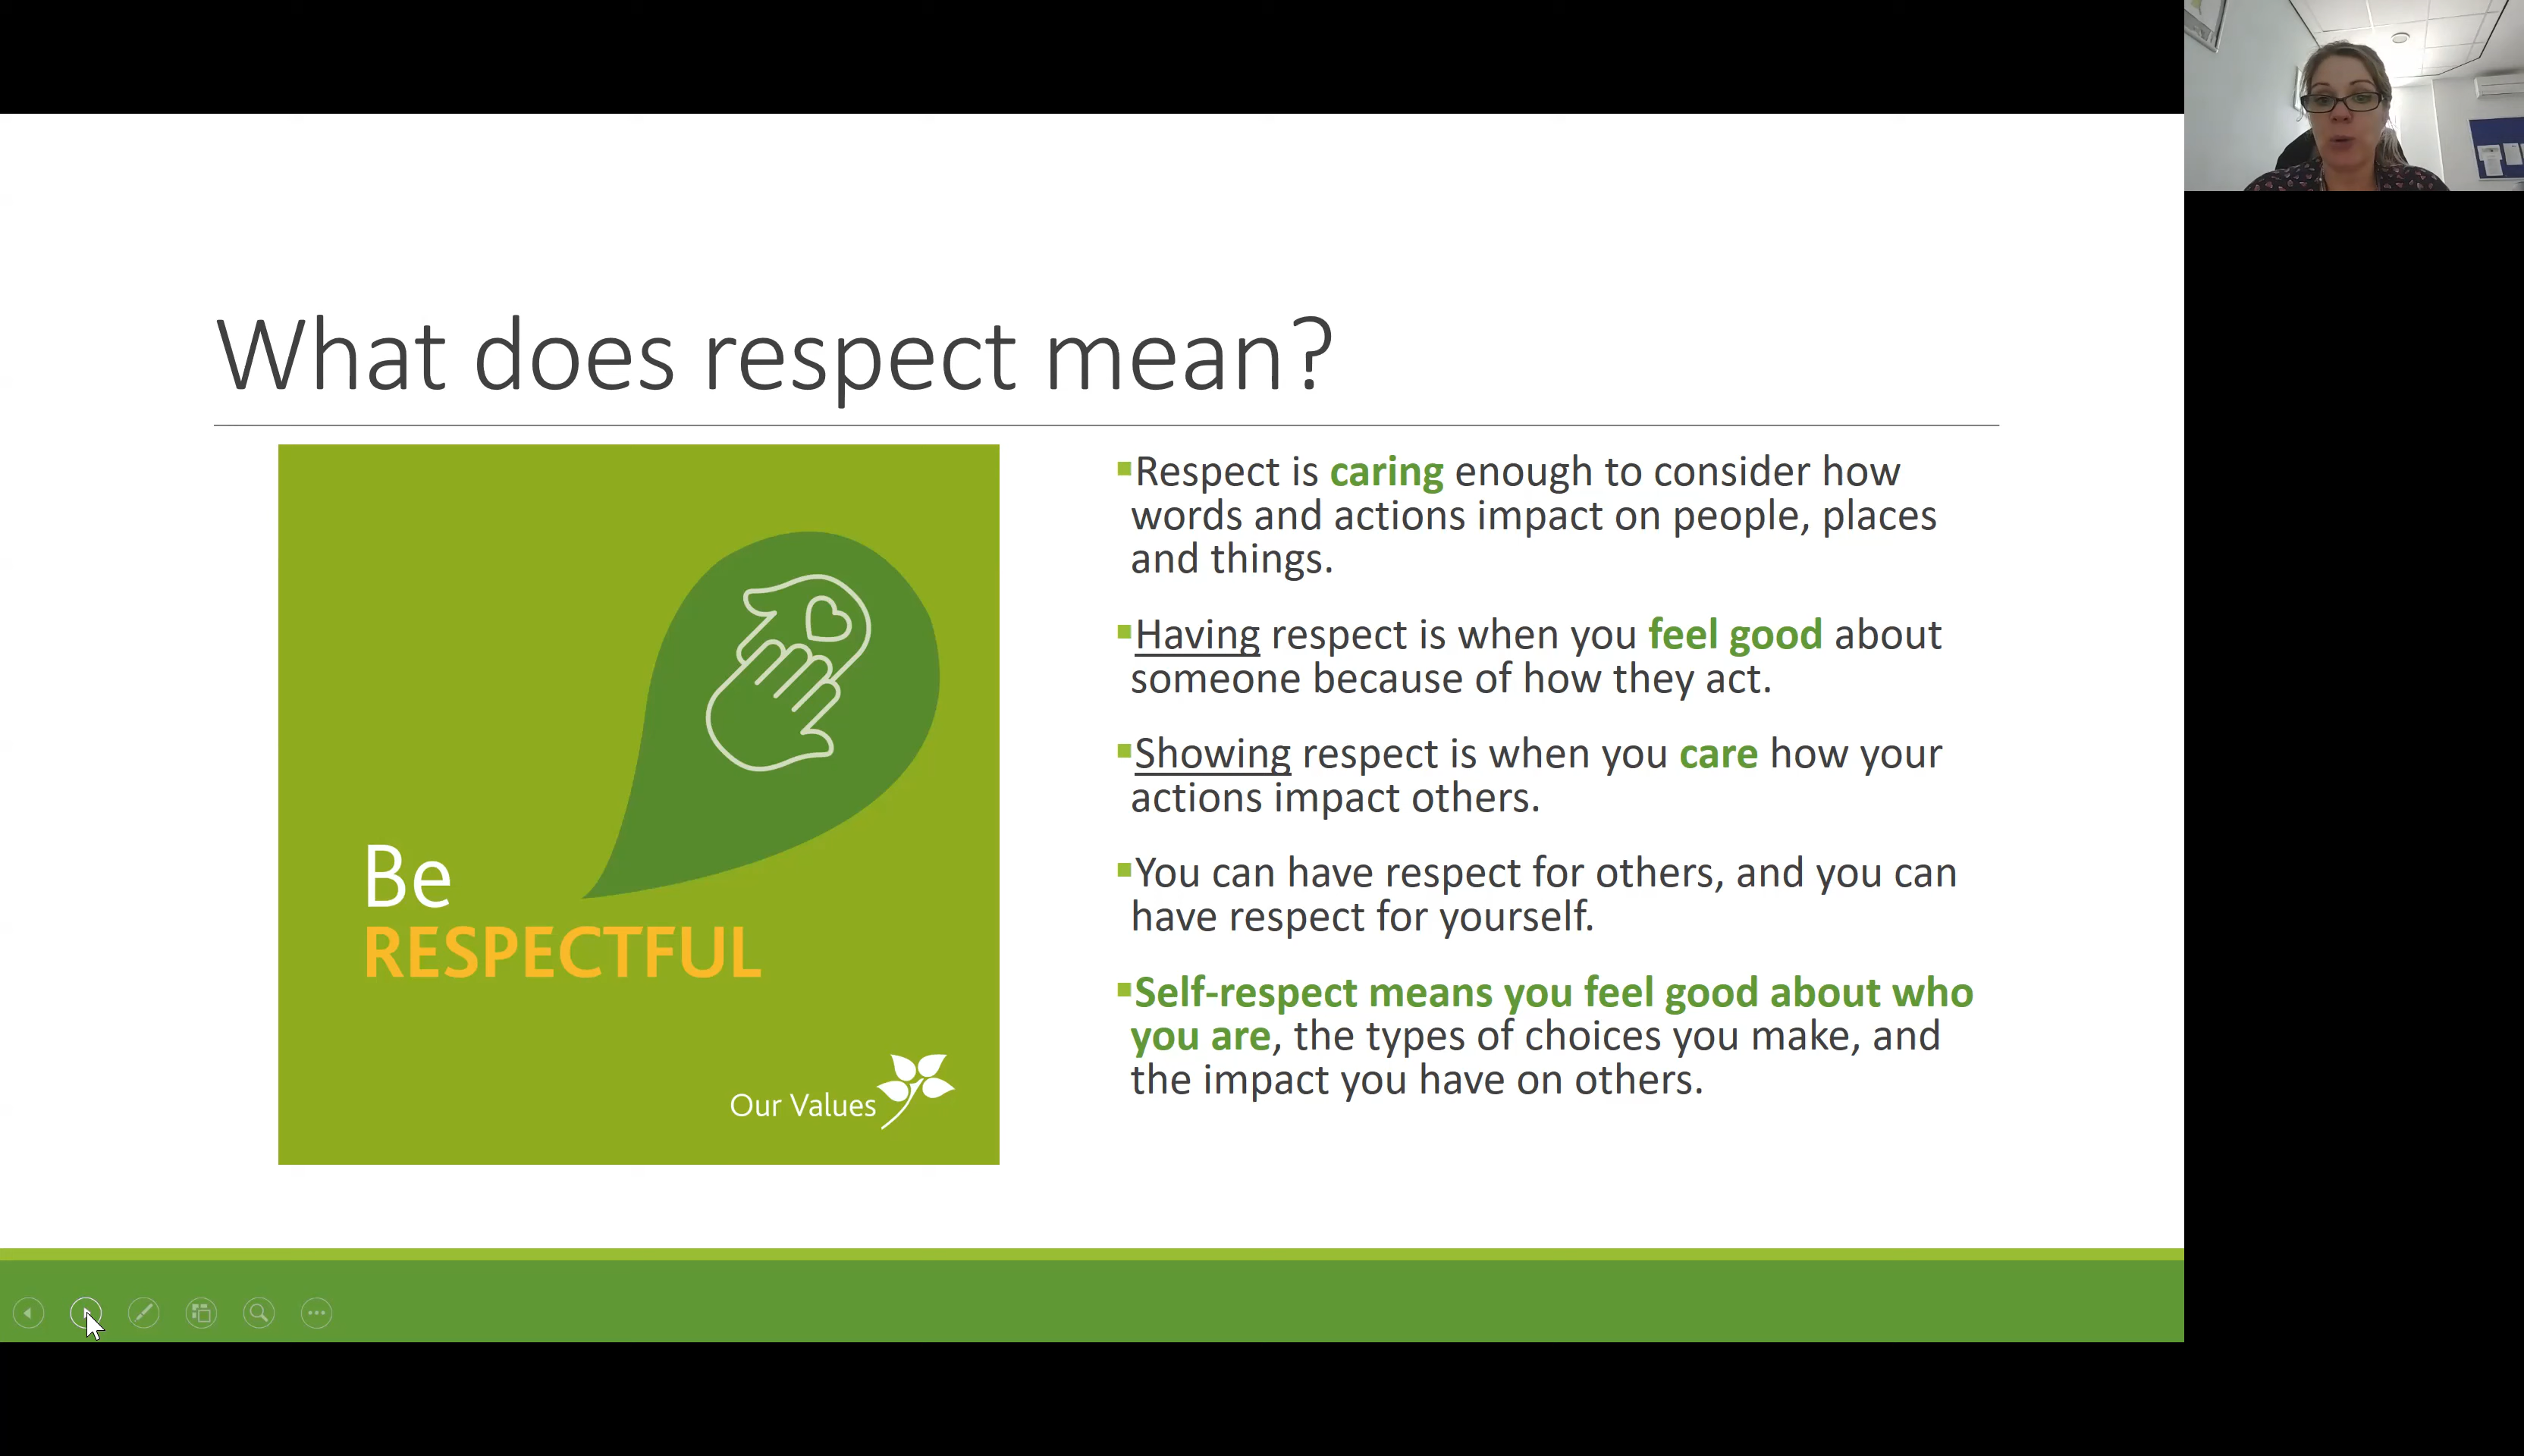 What does respect mean?
Be
RESPECTFUL
Our Values
▪Respect is caring enough to consider how
words and actions impact on people, places
and things.
▪Having respect is when you feel good about
someone because of how they act.
▪Showing respect is when you care how your
actions impact others.
▪You can have respect for others, and you can
have respect for yourself.
▪Self-respect means you feel good about who
you are, the types of choices you make, and
the impact you have on others.